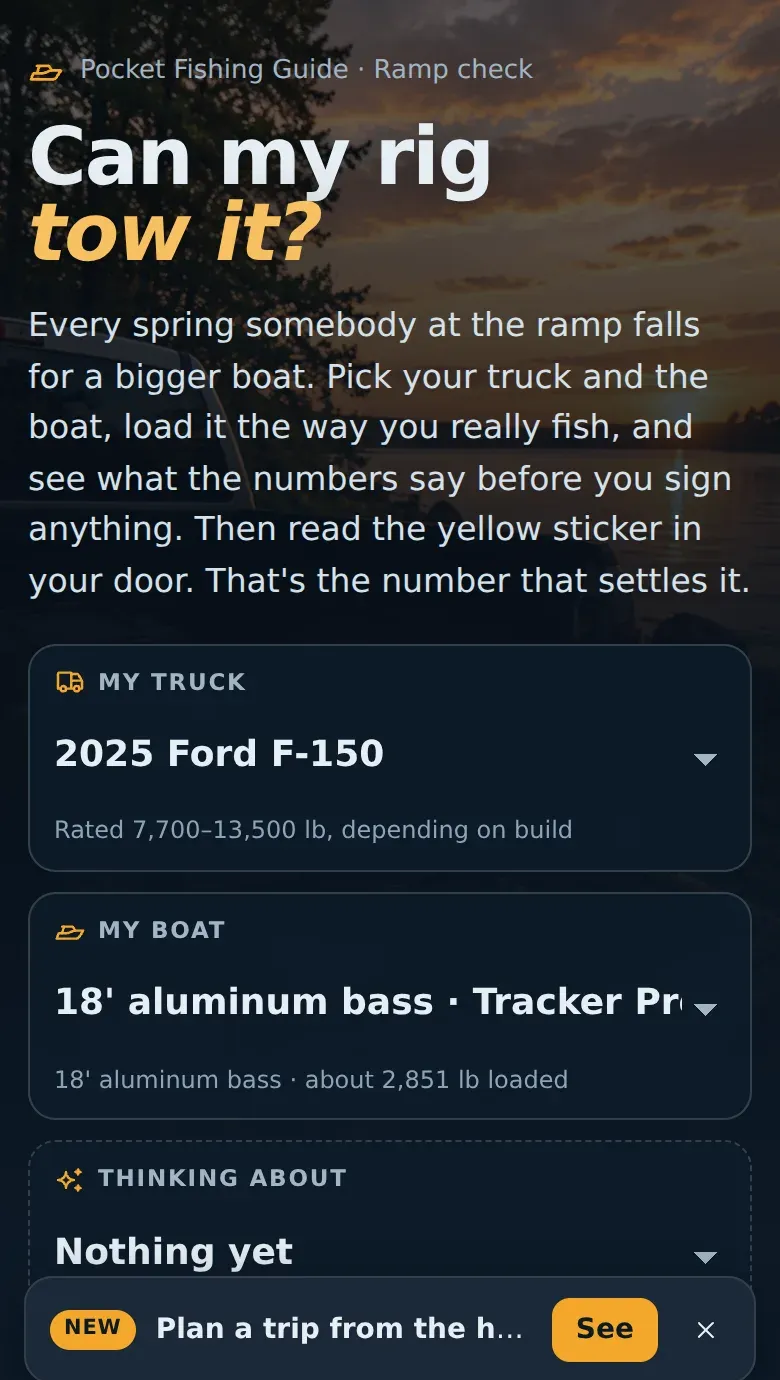 Pocket Fishing Guide · Ramp check
Can my rig
tow it?
Every spring somebody at the ramp falls
for a bigger boat. Pick your truck and the
boat, load it the way you really fish, and
see what the numbers say before you sign
anything. Then read the yellow sticker in
your door. That's the number that settles it.
MY TRUCK
2025 Ford F-150
Rated 7,700–13,500 lb, depending on build
MY BOAT
18' aluminum bass · Tracker Pr
18' aluminum bass · about 2,851 lb loaded
THINKING ABOUT
Nothing yet
NEW Plan a trip from the h... See ×